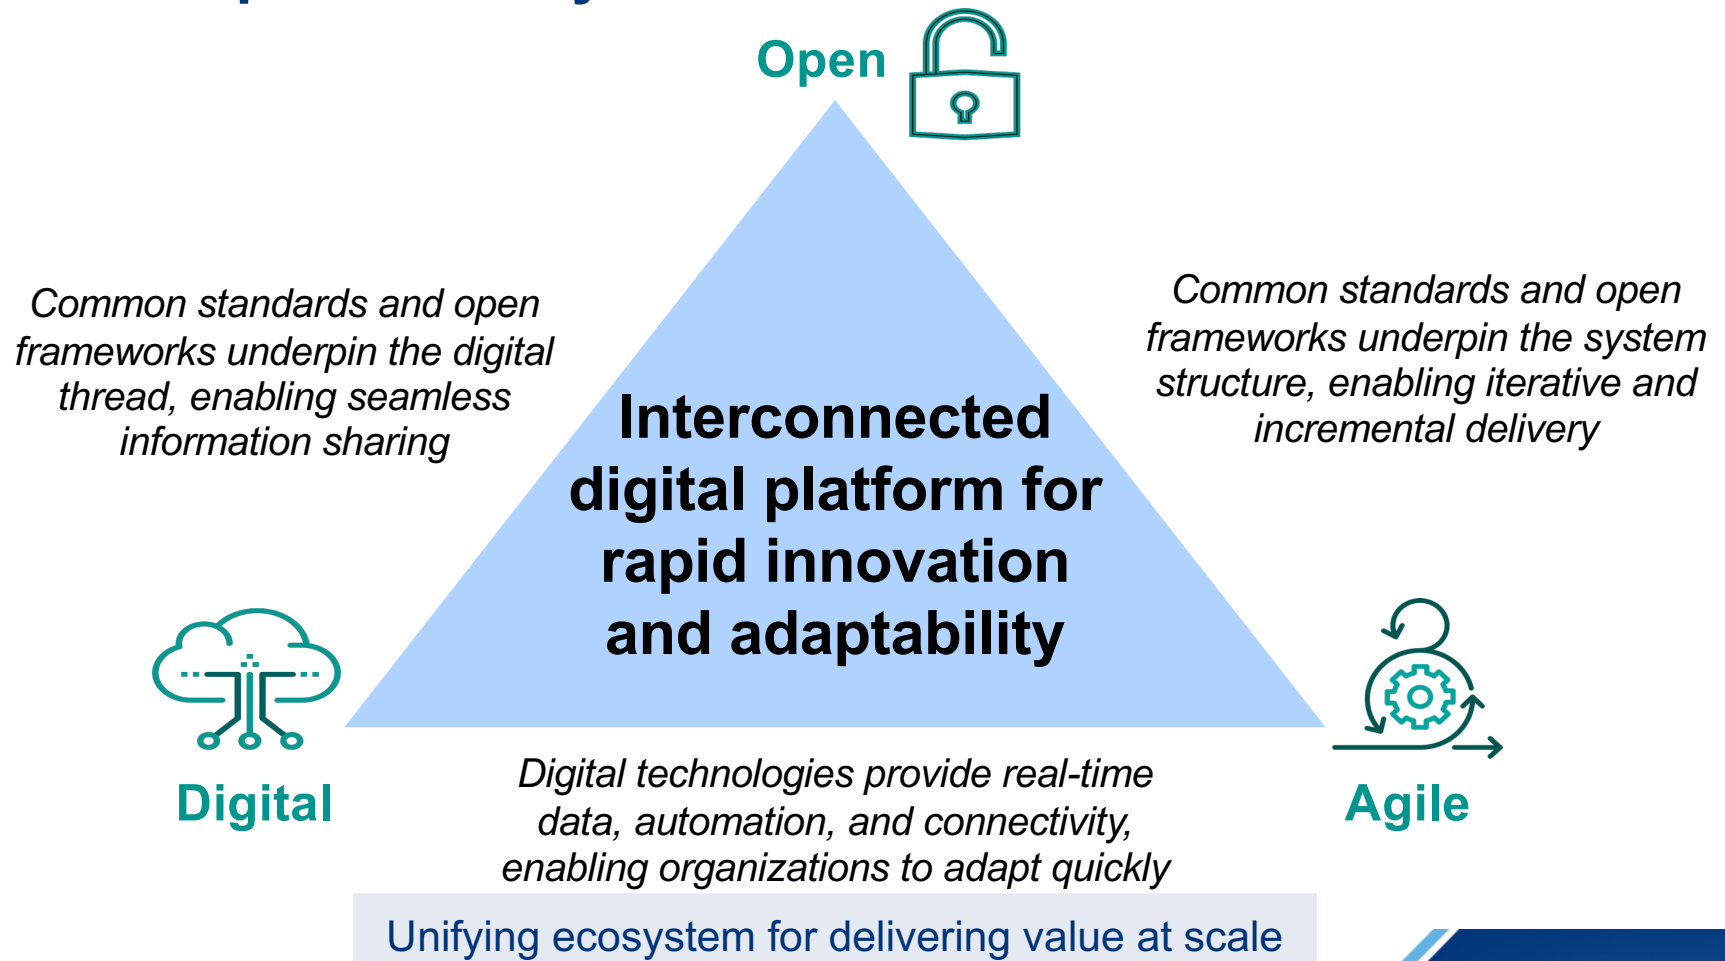 Open
Common standards and open
frameworks underpin the digital
thread, enabling seamless
information sharing
Common standards and open
frameworks underpin the system
structure, enabling iterative and
incremental delivery
Interconnected
digital platform for
rapid innovation
and adaptability
Digital
Agile
Digital technologies provide real-time
data, automation, and connectivity,
enabling organizations to adapt quickly
Unifying ecosystem for delivering value at scale